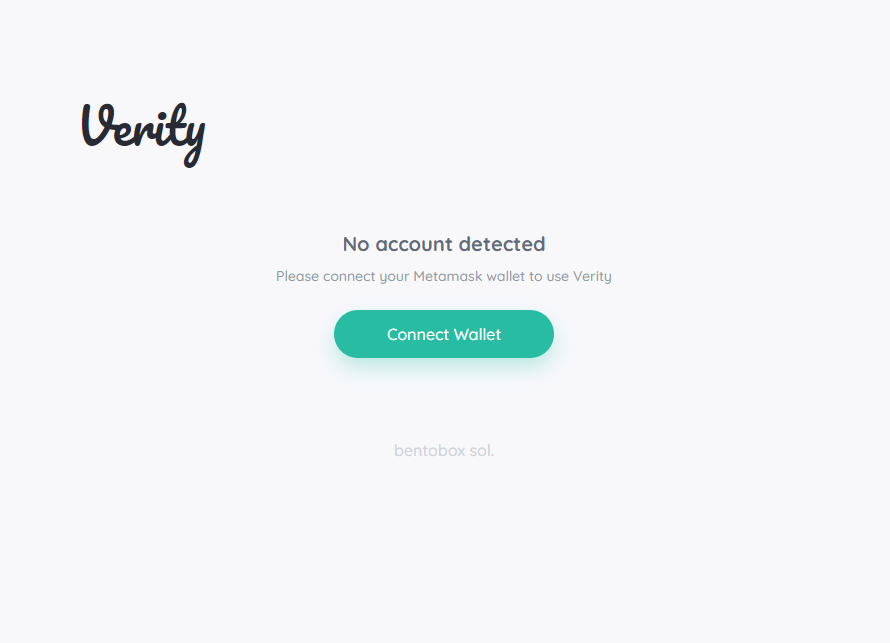 Verity
No account detected
Please connect your Metamask wallet to use Verity
Connect Wallet
bentobox sol.